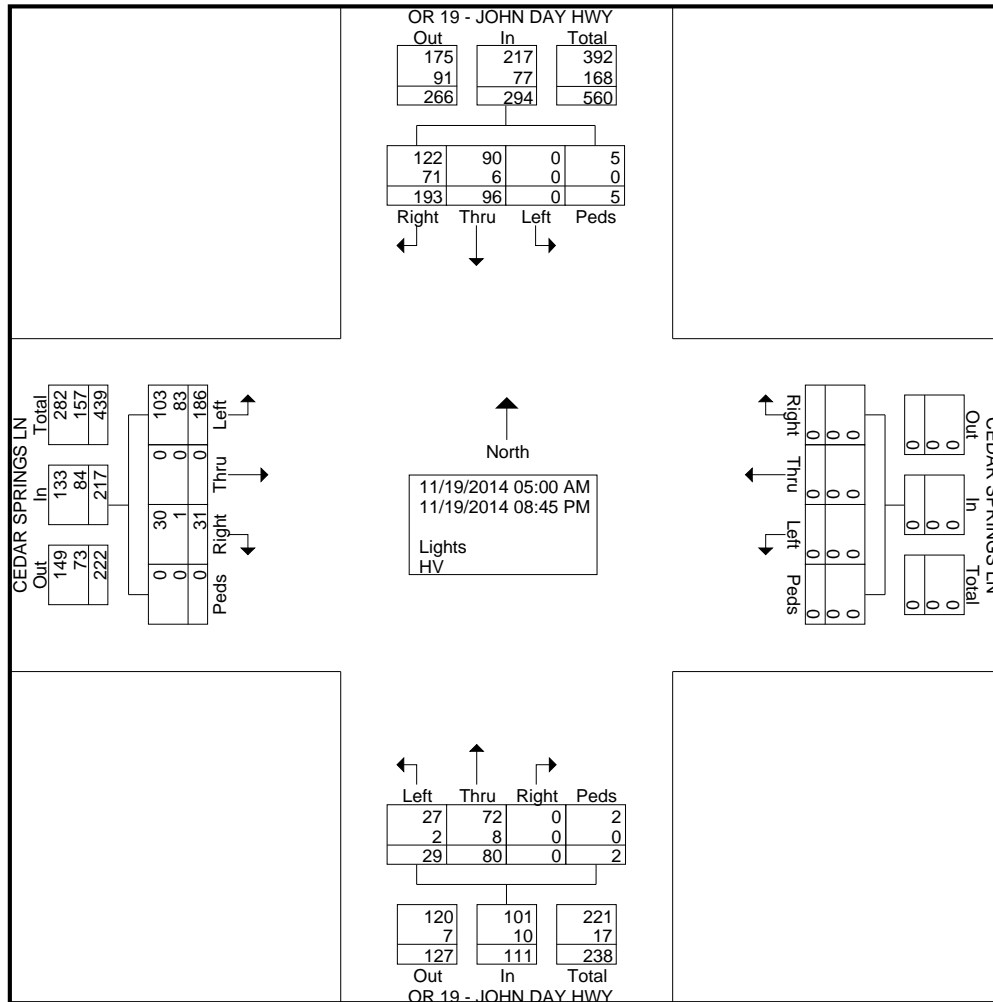 OR 19 - JOHN DAY HWY
Out In Total
175 217 392
91 77 168
266 294 560
122 90 0 5
71 6 0 0
193 96 0 5
Right Thru Left Peds
CEDAR SPRINGS LN
Total In Out
282 133 149
157 84 73
439 217 222
103 0 30 0
83 0 1 0
186 0 31 0
Left Thru Right Peds
North
11/19/2014 05:00 AM
11/19/2014 08:45 PM
Lights
HV
Right Thru Left Peds
0 0 0 0
0 0 0 0
0 0 0 0
Out In Total
0 0 0
0 0 0
0 0 0
CEDAR SPRINGS LN
Left Thru Right Peds
27 72 0 2
2 8 0 0
29 80 0 2
120 101 221
7 10 17
127 111 238
Out In Total
OR 19 - JOHN DAY HWY